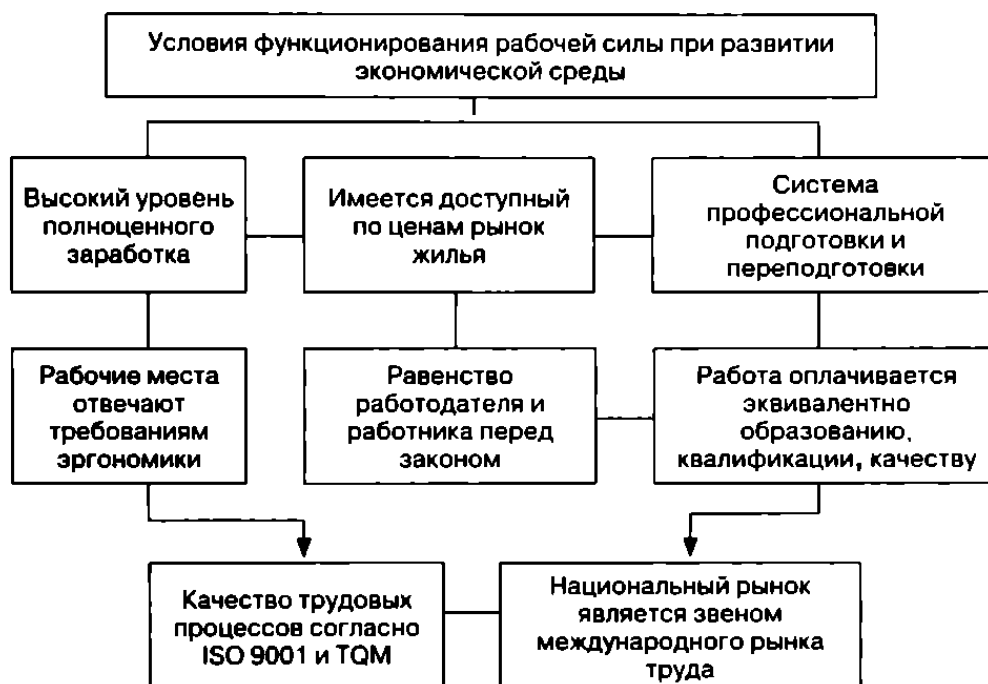 Условия функционирования рабочей силы при развитии
экономической среды
Высокий уровень
полноценного
заработка
Имеется доступный
по ценам рынок
жилья
Система
профессиональной
подготовки и
переподготовки
Рабочие места
отвечают
требованиям
эргономики
Равенство
работодателя и
работника перед
законом
Работа оплачивается
эквивалентно
образованию,
квалификации, качеству
Качество трудовых
процессов согласно
ISO 9001 и TQM
Национальный рынок
является звеном
международного рынка
труда